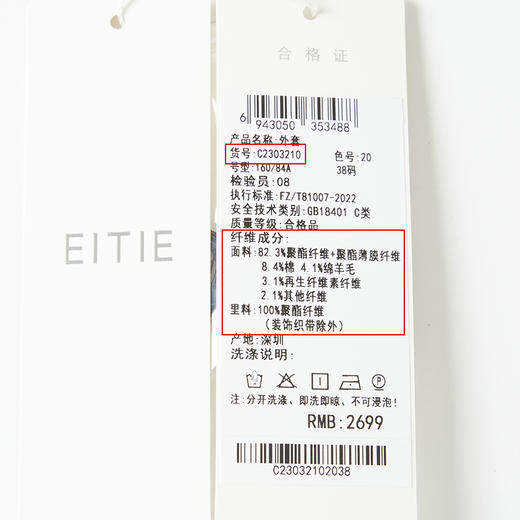 EITIE
合格证
6 943050 353488
产品名称:外套
货号:C2303210 色号:20
号型:160/84A 38码
检验员:08
执行标准:FZ/T81007-2022
安全技术类别:GB18401 C类
质量等级:合格品
纤维成分:
面料:82.3%聚酯纤维+聚酯薄膜纤维
8.4%棉 4.1%绵羊毛
3.1%再生纤维素纤维
2.1%其他纤维
里料:100%聚酯纤维
(装饰织带除外)
产地:深圳
洗涤说明:
P
注:分开洗涤、即洗即晾、不可浸泡!
RMB:2699
C23032102038